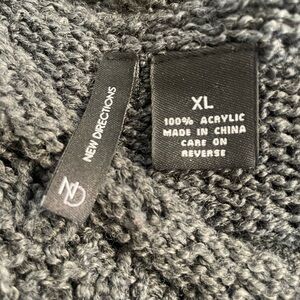 ND
NEW DIRECTIONS
XL
100% ACRYLIC
MADE IN CHINA
CARE ON
REVERSE